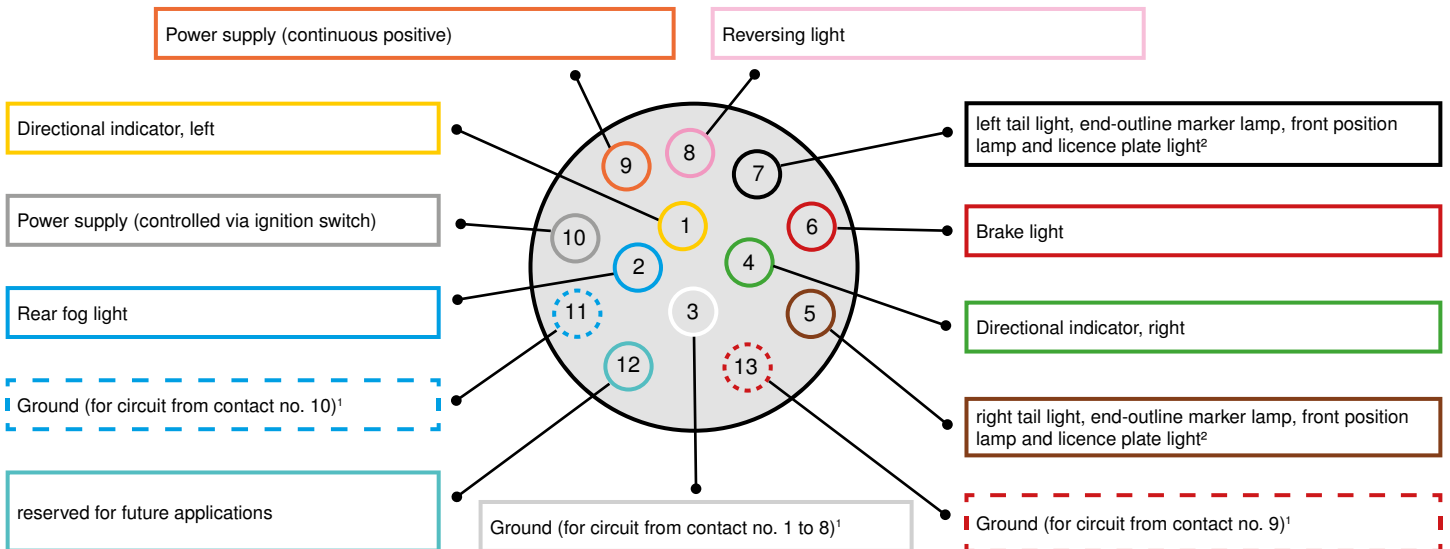 Power supply (continuous positive)
Reversing light
Directional indicator, left
left tail light, end-outline marker lamp, front position
lamp and licence plate light²
9
8
7
Power supply (controlled via ignition switch)
10
1
6
Brake light
2
4
Rear fog light
11
3
5
Directional indicator, right
12
13
Ground (for circuit from contact no. 10)¹
right tail light, end-outline marker lamp, front position
lamp and licence plate light²
reserved for future applications
Ground (for circuit from contact no. 1 to 8)¹
Ground (for circuit from contact no. 9)¹